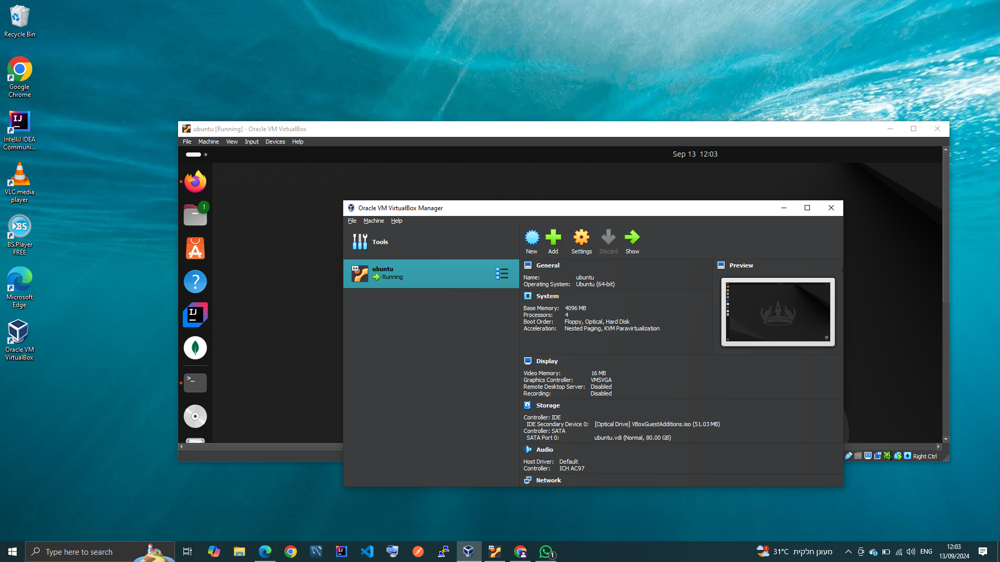 Recycle Bin
Google
Chrome
IntelliJ IDEA
Communi...
VLC media
player
BS.Player
FREE
Microsoft
Edge
Oracle VM
VirtualBox
ubuntu [Running] - Oracle VM VirtualBox
File Machine View Input Devices Help
Sep 13 12:03
1
Oracle VM VirtualBox Manager
File Machine Help
Tools
New Add Settings Discard Show
64
ubuntu
Running
General
Name: ubuntu
Operating System: Ubuntu (64-bit)
System
Base Memory: 4096 MB
Processors: 4
Boot Order: Floppy, Optical, Hard Disk
Acceleration: Nested Paging, KVM Paravirtualization
Preview
Display
Video Memory: 16 MB
Graphics Controller: VMSVGA
Remote Desktop Server: Disabled
Recording: Disabled
Storage
Controller: IDE
IDE Secondary Device 0: [Optical Drive] VBoxGuestAdditions.iso (51.03 MB)
Controller: SATA
SATA Port 0: ubuntu.vdi (Normal, 80.00 GB)
Audio
Host Driver: Default
Controller: ICH AC97
Network
Right Ctrl
Type here to search
1
1
31°C מעונן חלקית
ENG
12:03
13/09/2024